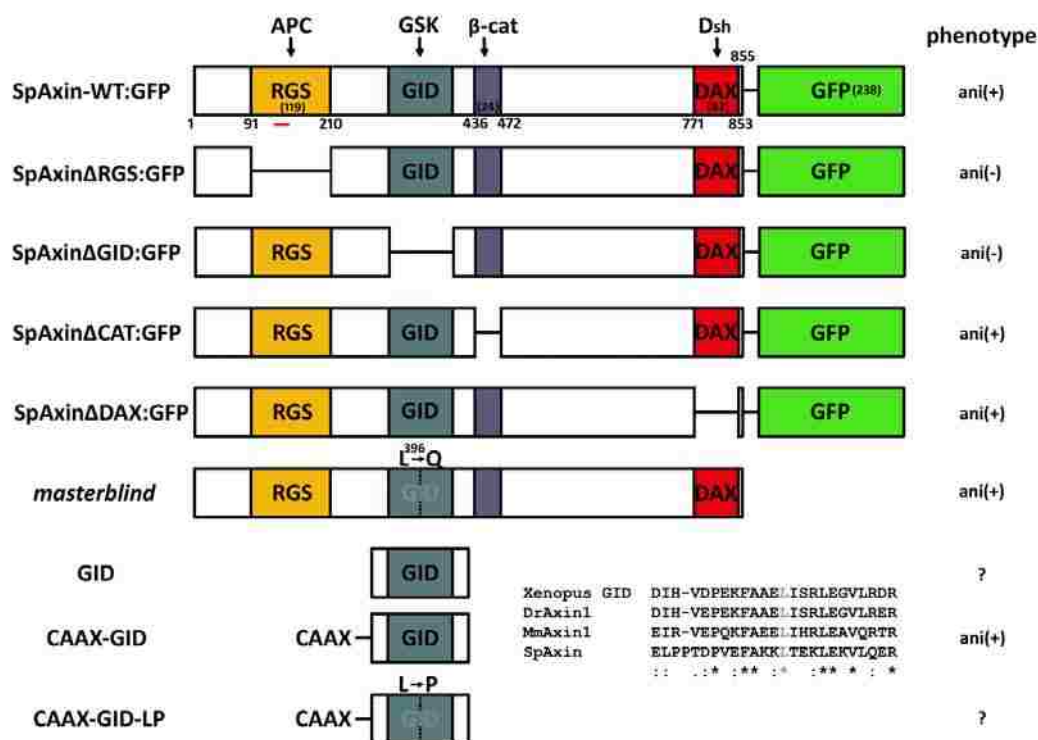 APC GSK β-cat Dsh phenotype
855
SpAxin-WT:GFP RGS GID DAX GFP(238) ani(+)
(119) (24)
1 91 210 436 472 771 853
SpAxinΔRGS:GFP GID DAX GFP ani(-)
SpAxinΔGID:GFP RGS DAX GFP ani(-)
SpAxinΔCAT:GFP RGS GID DAX GFP ani(+)
SpAxinΔDAX:GFP RGS GID GFP ani(+)
396
L→Q
masterblind RGS GID DAX ani(+)
GID GID ?
Xenopus GID DIH-VDPEKFAAELISRLEGVLRDR
DrAxin1 DIH-VEPEKFAAELISRLEGVLRER
CAAX-GID CAAX GID ani(+)
MmAxin1 EIR-VEPQKFAEELIHRLEAVQRTR
SpAxin ELPPTDPVEFAKKLTEKLEKVLQER
:: .:* ** * ** * : *
L→P
CAAX-GID-LP CAAX GID ?